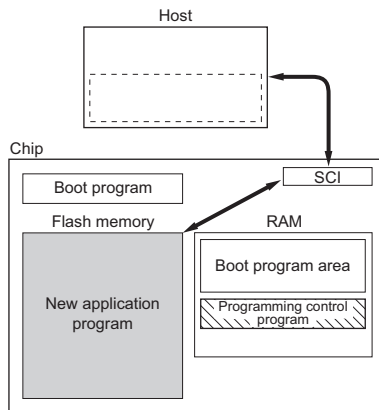 Host
Chip
SCI
Boot program
Flash memory
RAM
Boot program area
New application
program
Programming control
program